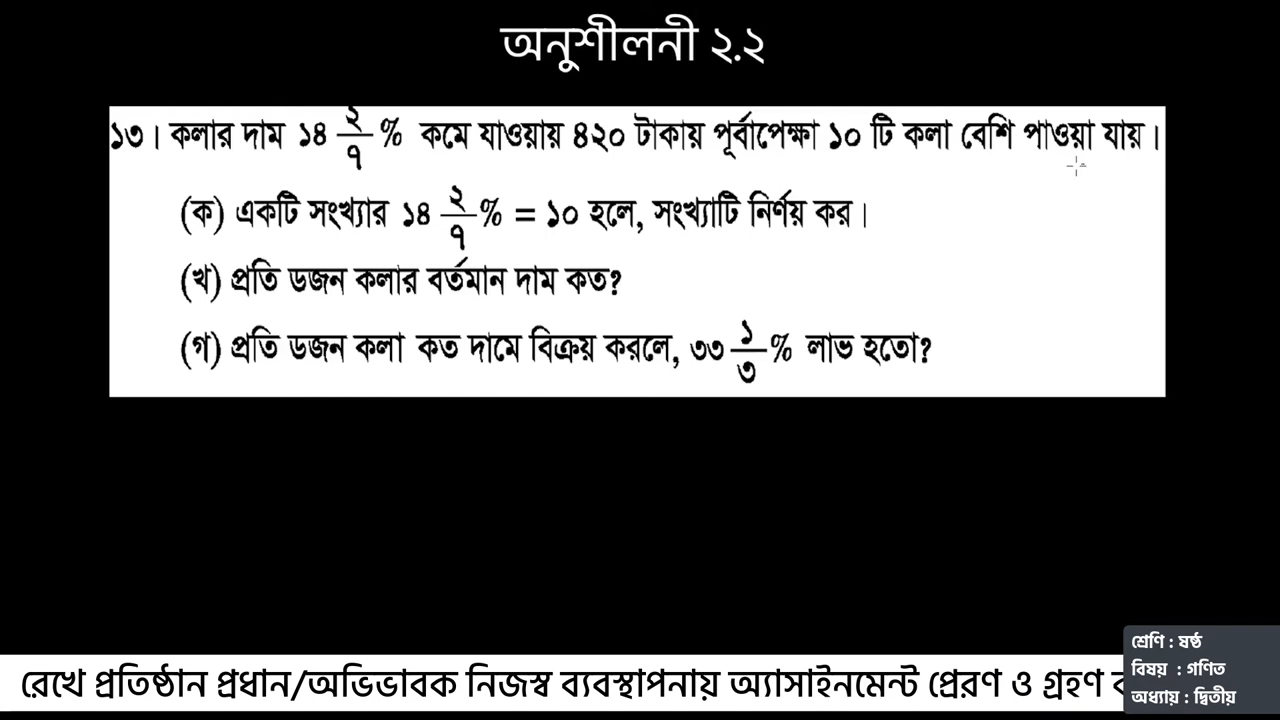 অনুশীলনী ২.২
১৩। কলার দাম ১৪ ২/৭ % কমে যাওয়ায় ৪২০ টাকায় পূর্বাপেক্ষা ১০ টি কলা বেশি পাওয়া যায়।
(ক) একটি সংখ্যার ১৪ ২/৭ % = ১০ হলে, সংখ্যাটি নির্ণয় কর।
(খ) প্রতি ডজন কলার বর্তমান দাম কত?
(গ) প্রতি ডজন কলা কত দামে বিক্রয় করলে, ৩৩ ১/৩ % লাভ হতো?
রেখে প্রতিষ্ঠান প্রধান/অভিভাবক নিজস্ব ব্যবস্থাপনায় অ্যাসাইনমেন্ট প্রেরণ ও গ্রহণ
শ্রেণি : ষষ্ঠ
বিষয় : গণিত
অধ্যায় : দ্বিতীয়